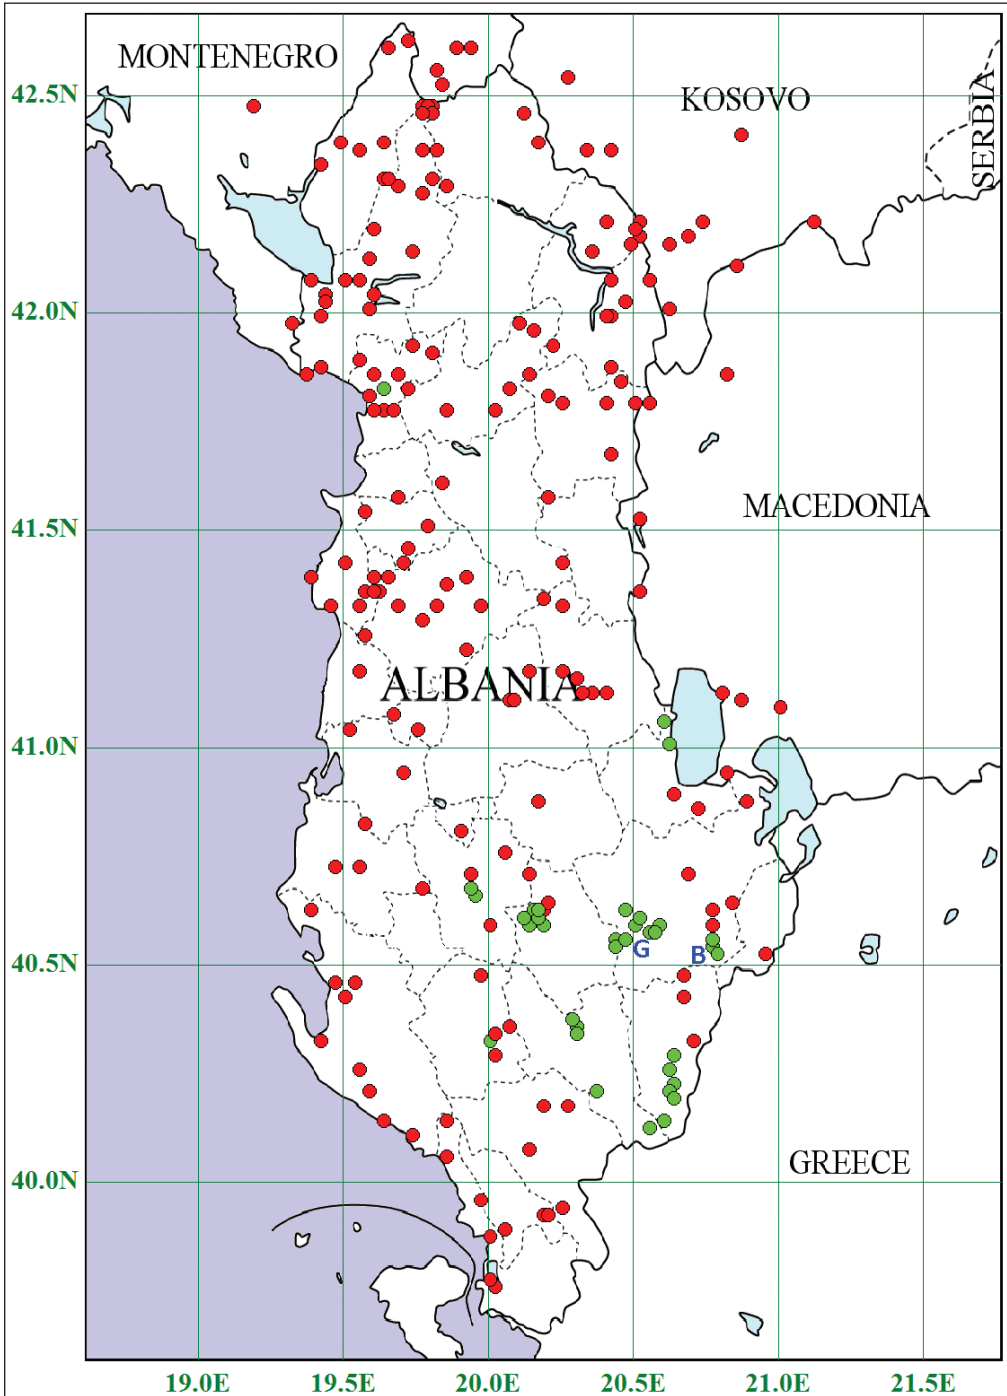 MONTENEGRO
42.5N
KOSOVO
SERBIA
42.0N
41.5N
MACEDONIA
ALBANIA
41.0N
G
B
40.5N
40.0N
GREECE
19.0E 19.5E 20.0E 20.5E 21.0E 21.5E